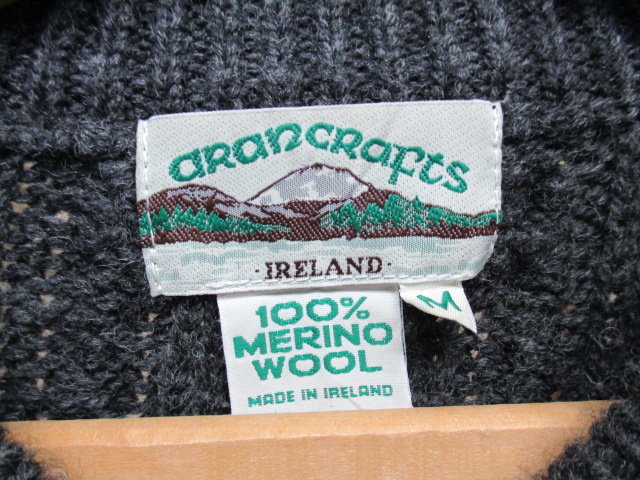 arancrafts
·IRELAND·
M
100%
MERINO
WOOL
MADE IN IRELAND